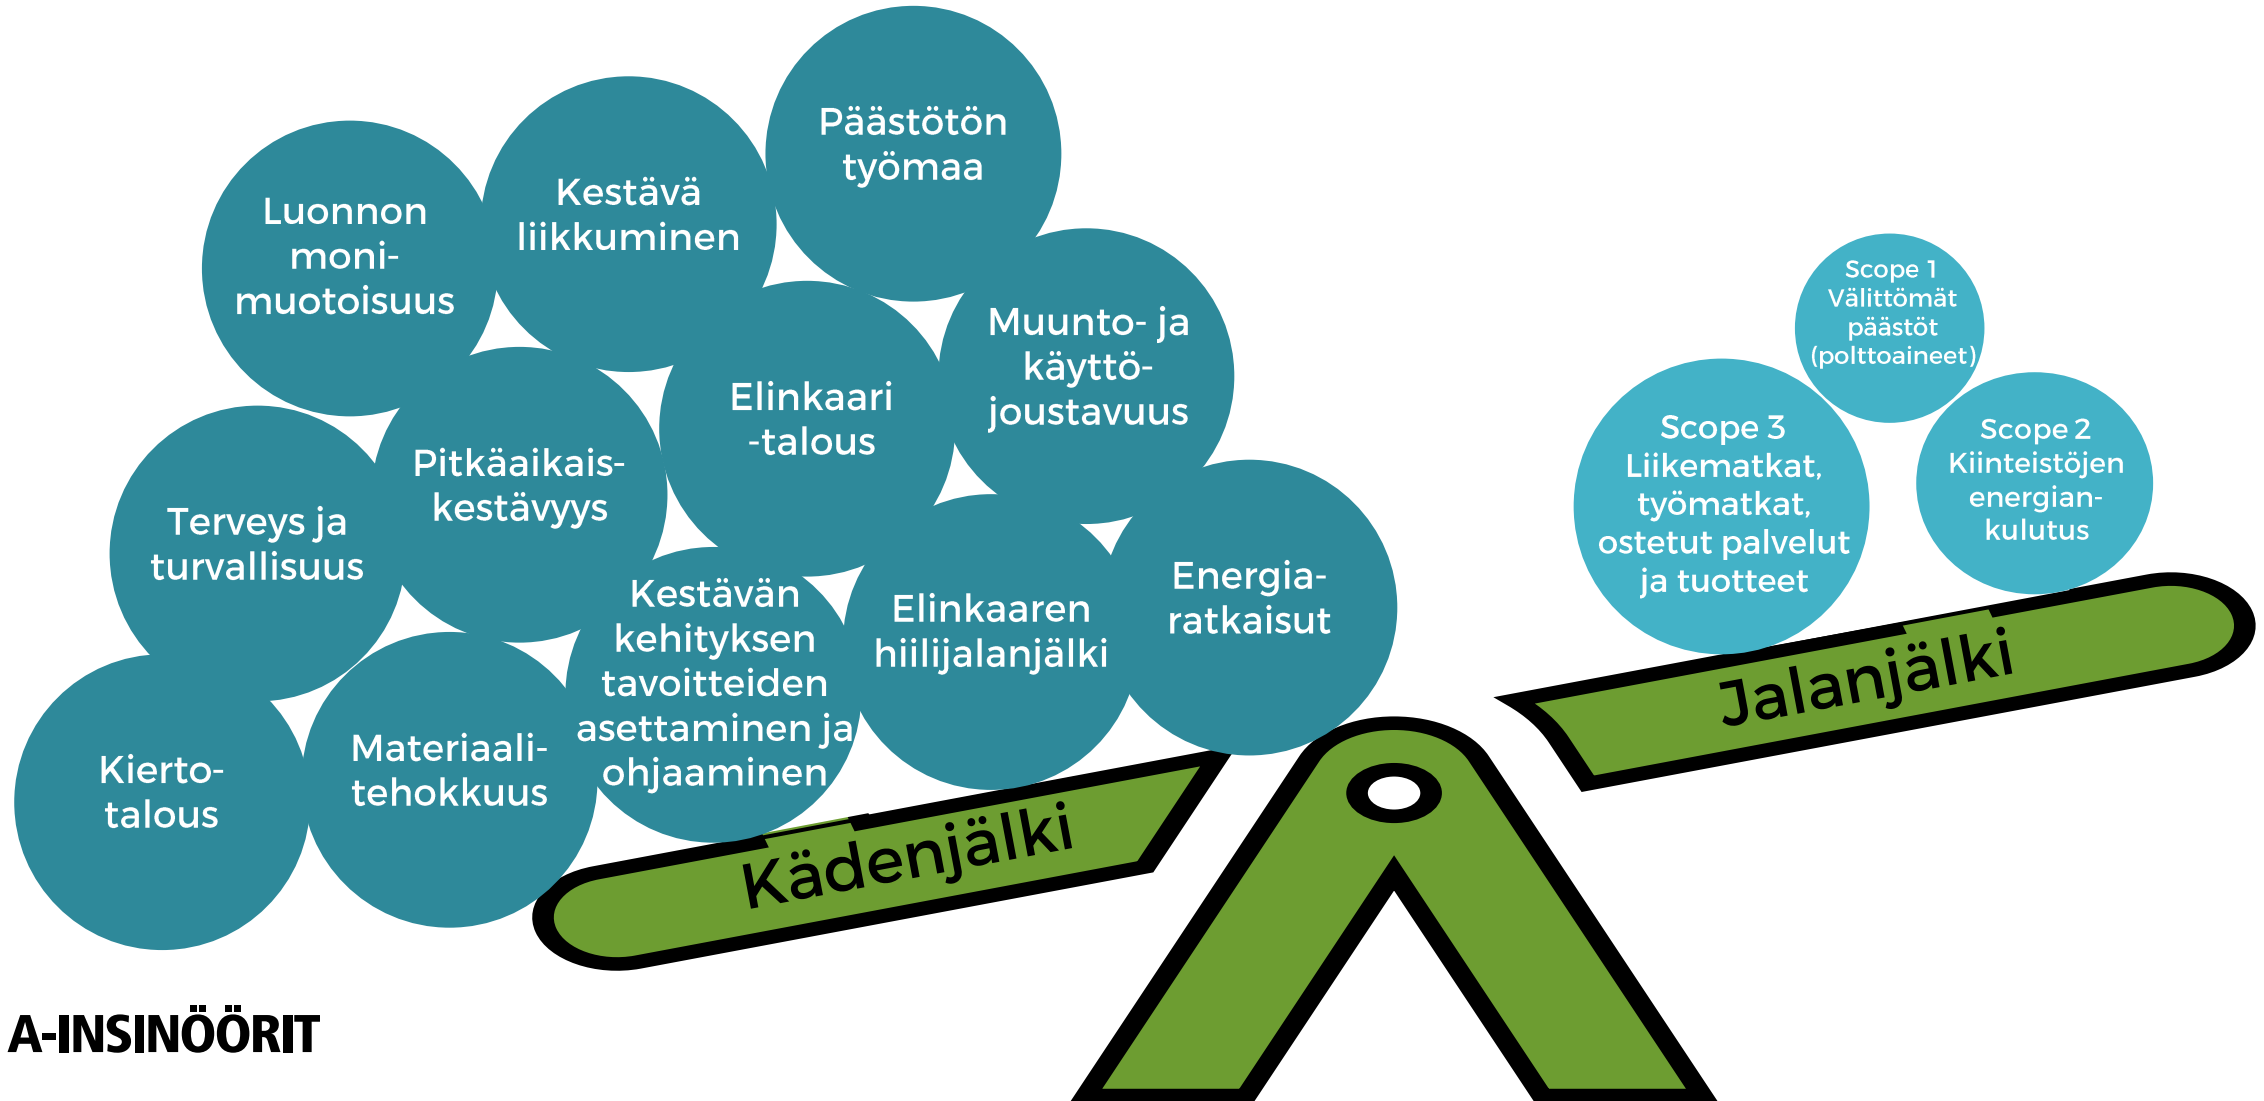 Päästötön
työmaa
Kestävä
liikkuminen
Luonnon
moni-
muotoisuus
Muunto- ja
käyttö-
joustavuus
Elinkaari
-talous
Pitkäaikais-
kestävyys
Terveys ja
turvallisuus
Energia-
ratkaisut
Elinkaaren
hiilijalanjälki
Kestävän
kehityksen
tavoitteiden
asettaminen ja
ohjaaminen
Materiaali-
tehokkuus
Kierto-
talous
Kädenjälki
Scope 1
Välittömät
päästöt
(polttoaineet)
Scope 3
Liikematkat,
työmatkat,
ostetut palvelut
ja tuotteet
Scope 2
Kiinteistöjen
energian-
kulutus
Jalanjälki
A-INSINÖÖRIT